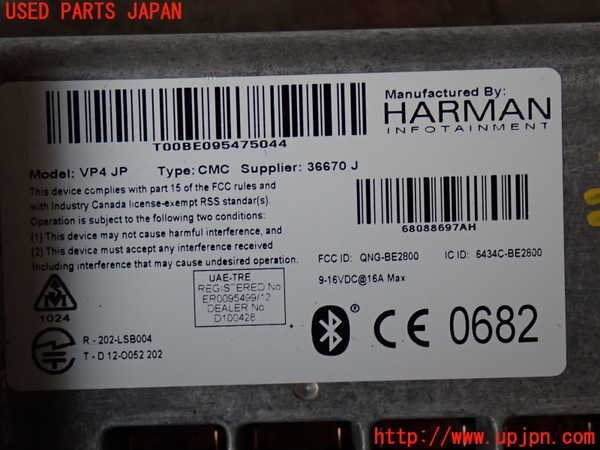 USED PARTS JAPAN
T00BE095475044
Manufactured By:
HARMAN
INFOTAINMENT
Model: VP4 JP Type: CMC Supplier: 36670 J
This device complies with part 15 of the FCC rules and
with Industry Canada license-exempt RSS standar(s).
Operation is subject to the following two conditions:
(1) This device may not cause harmful interference, and
(2) This device must accept any interference received,
including interference that may cause undesired operation.
68088697AH
FCC ID: QNG-BE2800 IC ID: 6434C-BE2800
9-16VDC@16A Max
UAE-TRE
REGISTERED No
ER0095499/12
DEALER No
D100428
1024
R - 202-LSB004
T - D 12-0052 202
® CE 0682
http://www.upjpn.com/